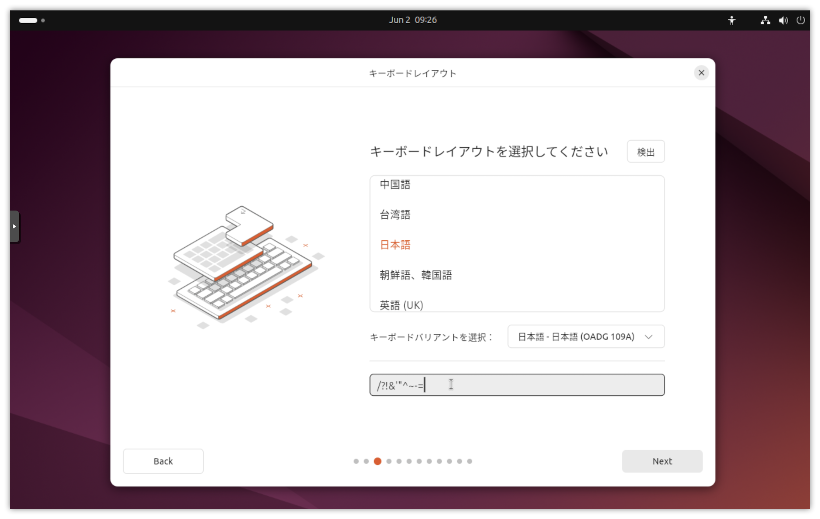 Jun 2 09:26
キーボードレイアウト
キーボードレイアウトを選択してください
検出
中国語
台湾語
日本語
朝鮮語、韓国語
英語 (UK)
キーボードバリアントを選択：
日本語 - 日本語 (OADG 109A)
/?!&'"^~-=
Back
Next